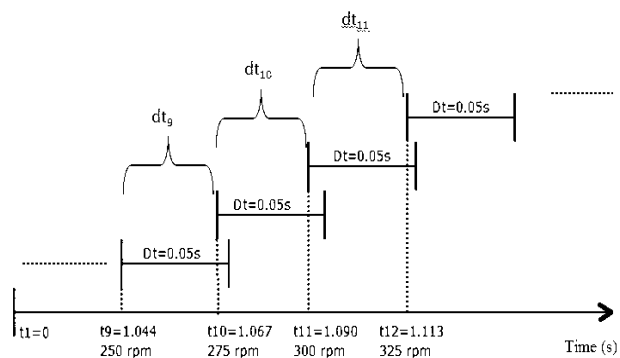 dt11
dt10
dt9
Dt=0.05s
Dt=0.05s
Dt=0.05s
Dt=0.05s
t1=0
t9=1.044
250 rpm
t10=1.067
275 rpm
t11=1.090
300 rpm
t12=1.113
325 rpm
Time (s)